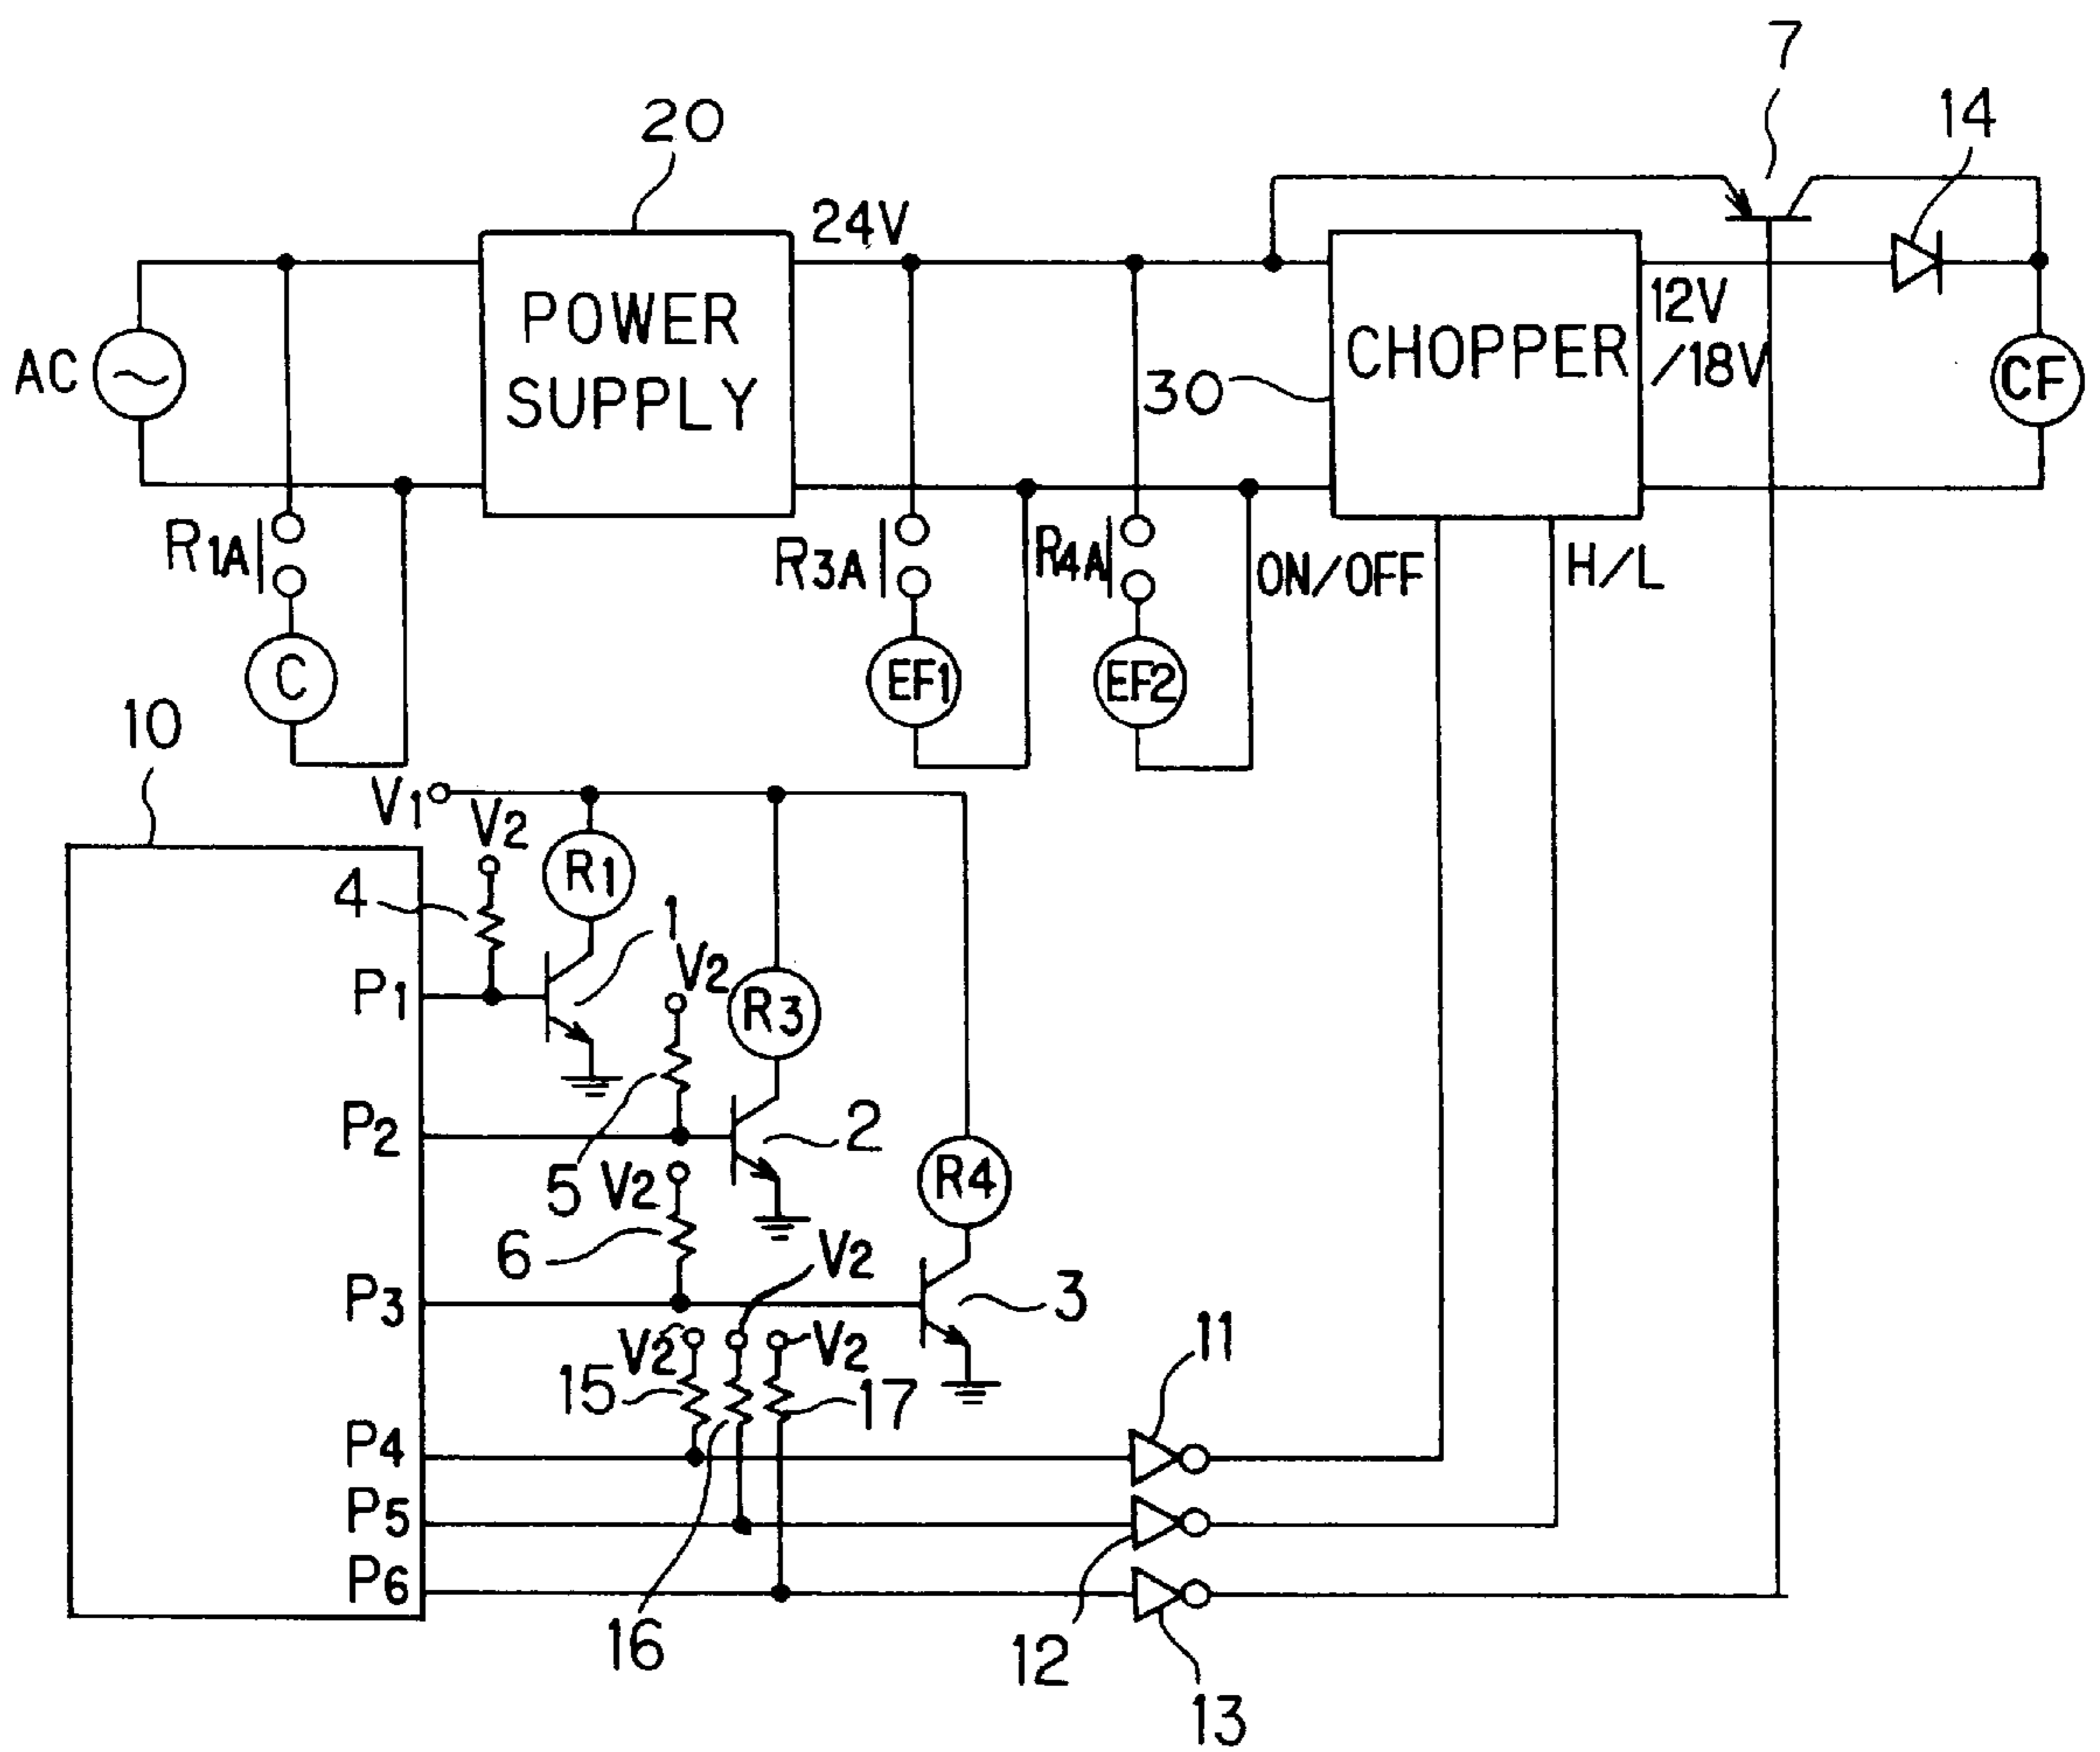 7
14
20
24V
POWER
SUPPLY
AC
12V
/18V
CHOPPER
30
CF
R1A
R3A
R4A
ON/OFF
H/L
C
EF1
EF2
10
V1
V2
4
R1
1
V2
P1
R3
P2
5
2
V2
R4
6
V2
P3
3
V2
V2
15
17
11
P4
P5
P6
16
12
13